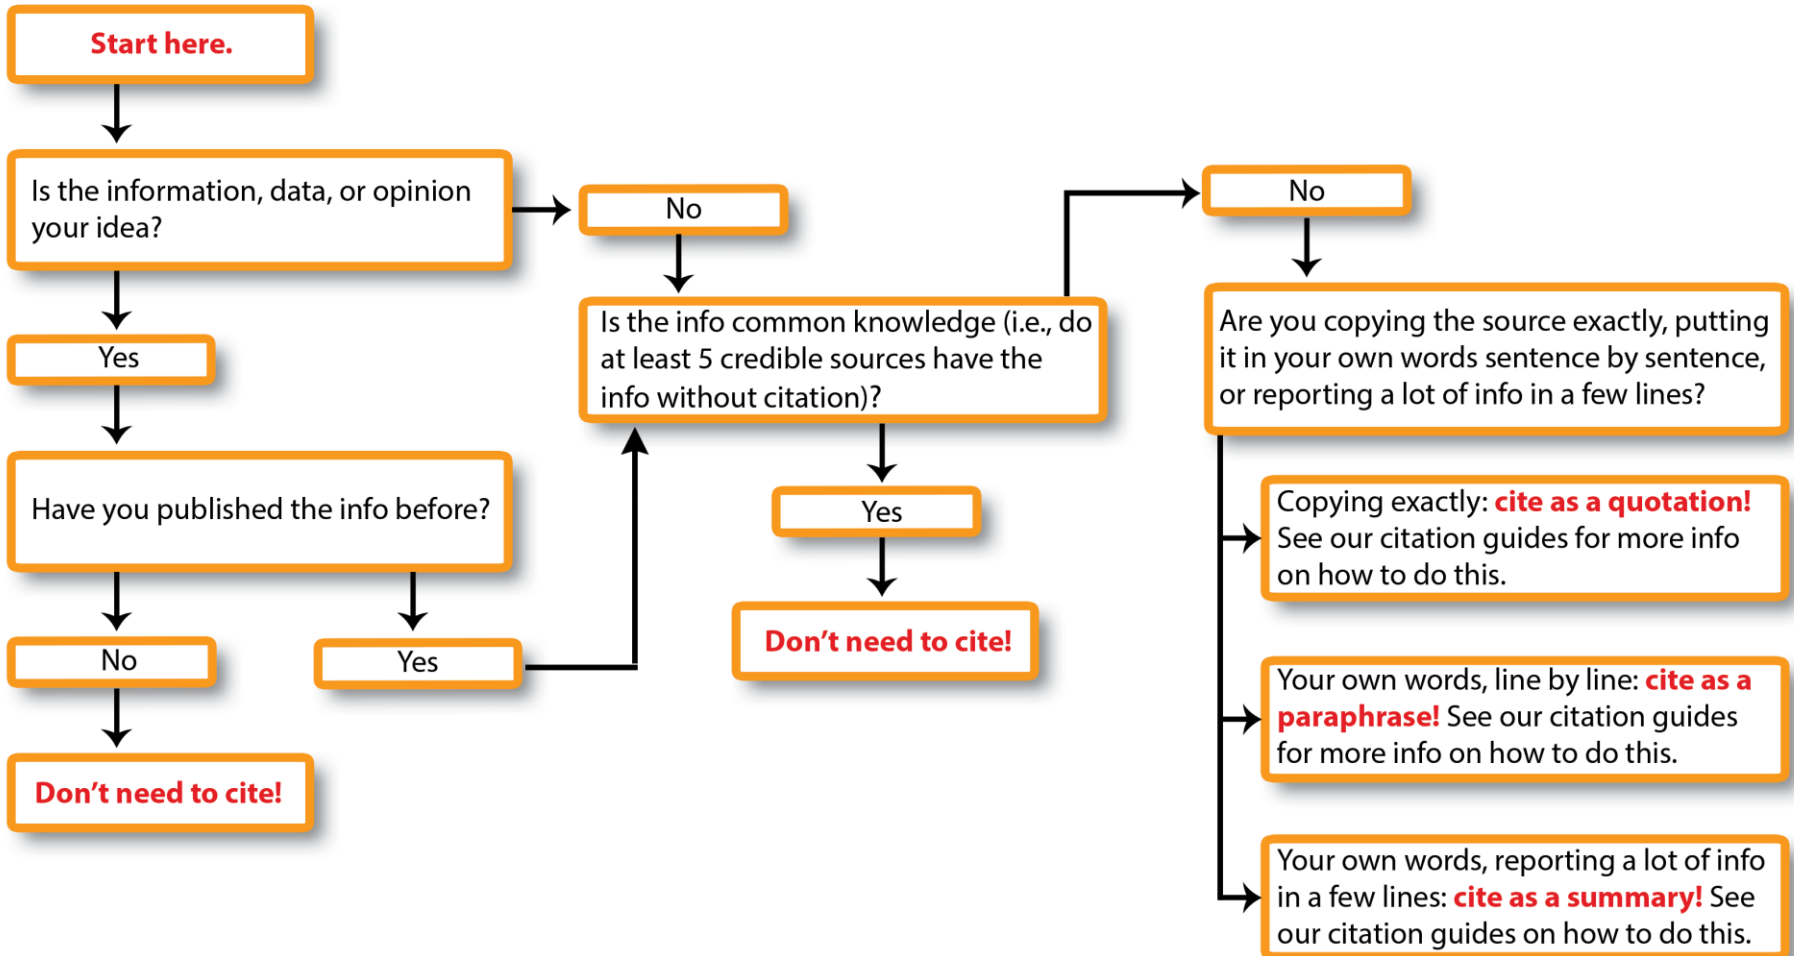 Start here.
Is the information, data, or opinion
your idea?
Yes
Have you published the info before?
No
Don't need to cite!
Yes
No
Is the info common knowledge (i.e., do
at least 5 credible sources have the
info without citation)?
Yes
Don't need to cite!
No
Are you copying the source exactly, putting
it in your own words sentence by sentence,
or reporting a lot of info in a few lines?
Copying exactly: cite as a quotation!
See our citation guides for more info
on how to do this.
Your own words, line by line: cite as a
paraphrase! See our citation guides
for more info on how to do this.
Your own words, reporting a lot of info
in a few lines: cite as a summary! See
our citation guides on how to do this.